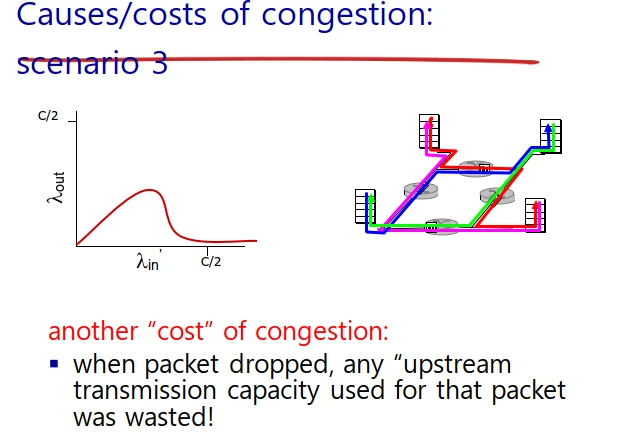 Causes/costs of congestion:
scenario 3
C/2
λout
λin'
C/2
another “cost” of congestion:
▪ when packet dropped, any “upstream
transmission capacity used for that packet
was wasted!